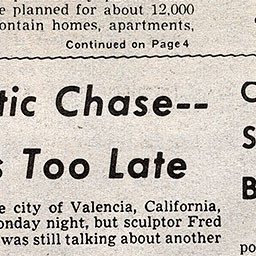 e planned for about 12,000
ontain homes, apartments,
Continued on Page 4
tic Chase--
s Too Late
e city of Valencia, California,
onday night, but sculptor Fred
was still talking about another
C
S
B
po